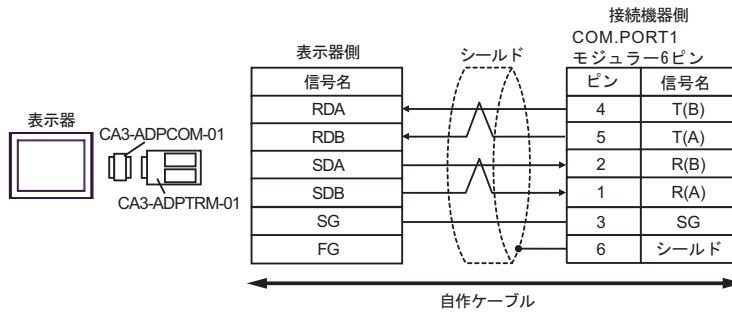 接続機器側
COM.PORT1
モジュラー6ピン
表示器側
シールド
信号名
ピン 信号名
RDA 4 T(B)
RDB 5 T(A)
SDA 2 R(B)
SDB 1 R(A)
SG 3 SG
FG 6 シールド
表示器
CA3-ADPCOM-01
CA3-ADPTRM-01
自作ケーブル